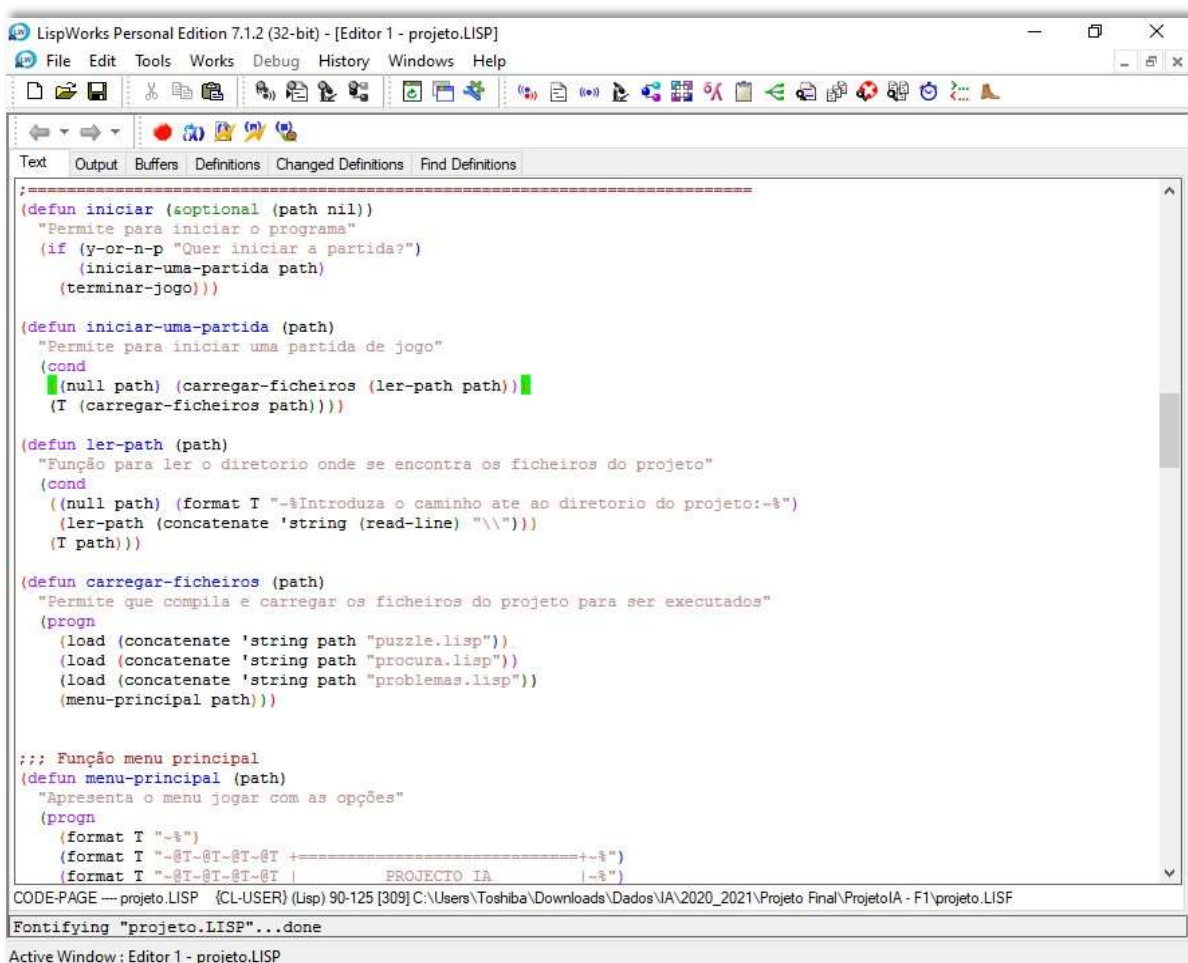 LispWorks Personal Edition 7.1.2 (32-bit) - [Editor 1 - projeto.LISP]
File Edit Tools Works Debug History Windows Help
Text Output Buffers Definitions Changed Definitions Find Definitions
;===========================================================================
(defun iniciar (&optional (path nil))
"Permite para iniciar o programa"
(if (y-or-n-p "Quer iniciar a partida?")
(iniciar-uma-partida path)
(terminar-jogo)))
(defun iniciar-uma-partida (path)
"Permite para iniciar uma partida de jogo"
(cond
((null path) (carregar-ficheiros (ler-path path)))
(T (carregar-ficheiros path))))
(defun ler-path (path)
"Função para ler o diretorio onde se encontra os ficheiros do projeto"
(cond
((null path) (format T "~%Introduza o caminho ate ao diretorio do projeto:~%")
(ler-path (concatenate 'string (read-line) "\\")))
(T path)))
(defun carregar-ficheiros (path)
"Permite que compila e carregar os ficheiros do projeto para ser executados"
(progn
(load (concatenate 'string path "puzzle.lisp"))
(load (concatenate 'string path "procura.lisp"))
(load (concatenate 'string path "problemas.lisp"))
(menu-principal path)))
;;; Função menu principal
(defun menu-principal (path)
"Apresenta o menu jogar com as opções"
(progn
(format T "~%")
(format T "~@T~@T~@T~@T +=============================+~%")
(format T "~@T~@T~@T~@T | PROJECTO IA |~%")
CODE-PAGE ---- projeto.LISP {CL-USER} (Lisp) 90-125 [309] C:\Users\Toshiba\Downloads\Dados\IA\2020_2021\Projeto Final\ProjetoIA - F1\projeto.LISF
Fontifying "projeto.LISP"...done
Active Window : Editor 1 - projeto.LISP